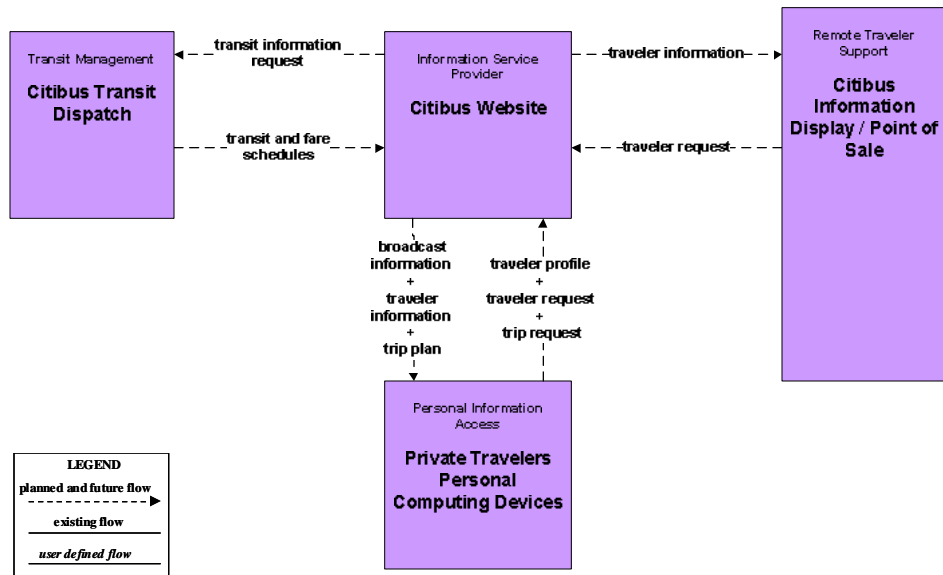 Transit Management
Citibus Transit
Dispatch
transit information
request
transit and fare
schedules
Information Service
Provider
Citibus Website
traveler information
traveler request
Remote Traveler
Support
Citibus
Information
Display / Point of
Sale
broadcast
information
+
traveler
information
+
trip plan
traveler profile
+
traveler request
+
trip request
Personal Information
Access
Private Travelers
Personal
Computing Devices
LEGEND
planned and future flow
existing flow
user defined flow